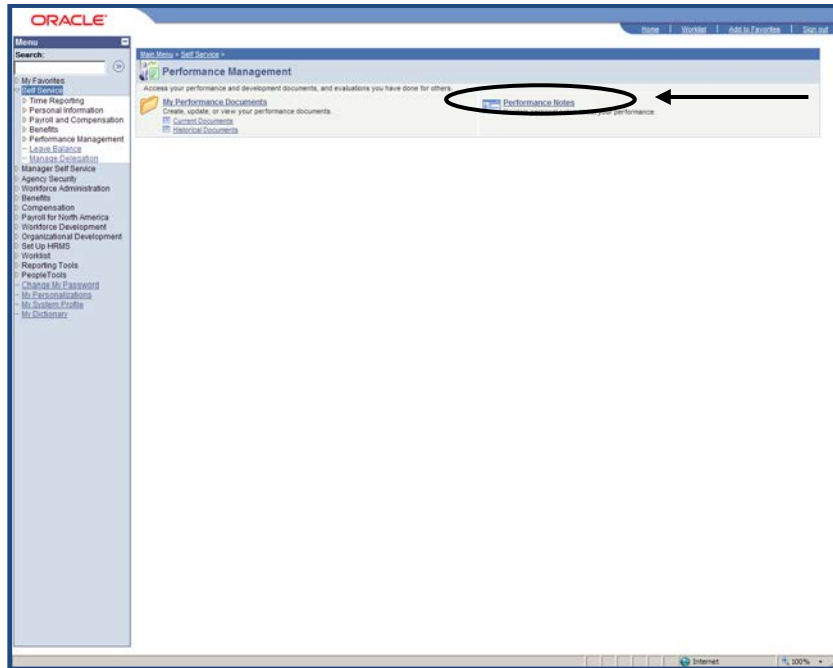 ORACLE
Home | Worklist | Add to Favorites | Sign out
Menu
Search:
My Favorites
Self Service
Time Reporting
Personal Information
Payroll and Compensation
Benefits
Performance Management
Leave Balance
Manage Delegation
Manager Self Service
Agency Security
Workforce Administration
Benefits
Compensation
Payroll for North America
Workforce Development
Organizational Development
Set Up HRMS
Worklist
Reporting Tools
PeopleTools
Change My Password
My Personalizations
My System Profile
My Dictionary
Main Menu > Self Service >
Performance Management
Access your performance and development documents, and evaluations you have done for others.
My Performance Documents
Create, update, or view your performance documents.
Current Documents
Historical Documents
Performance Notes
your performance.
Internet
100%